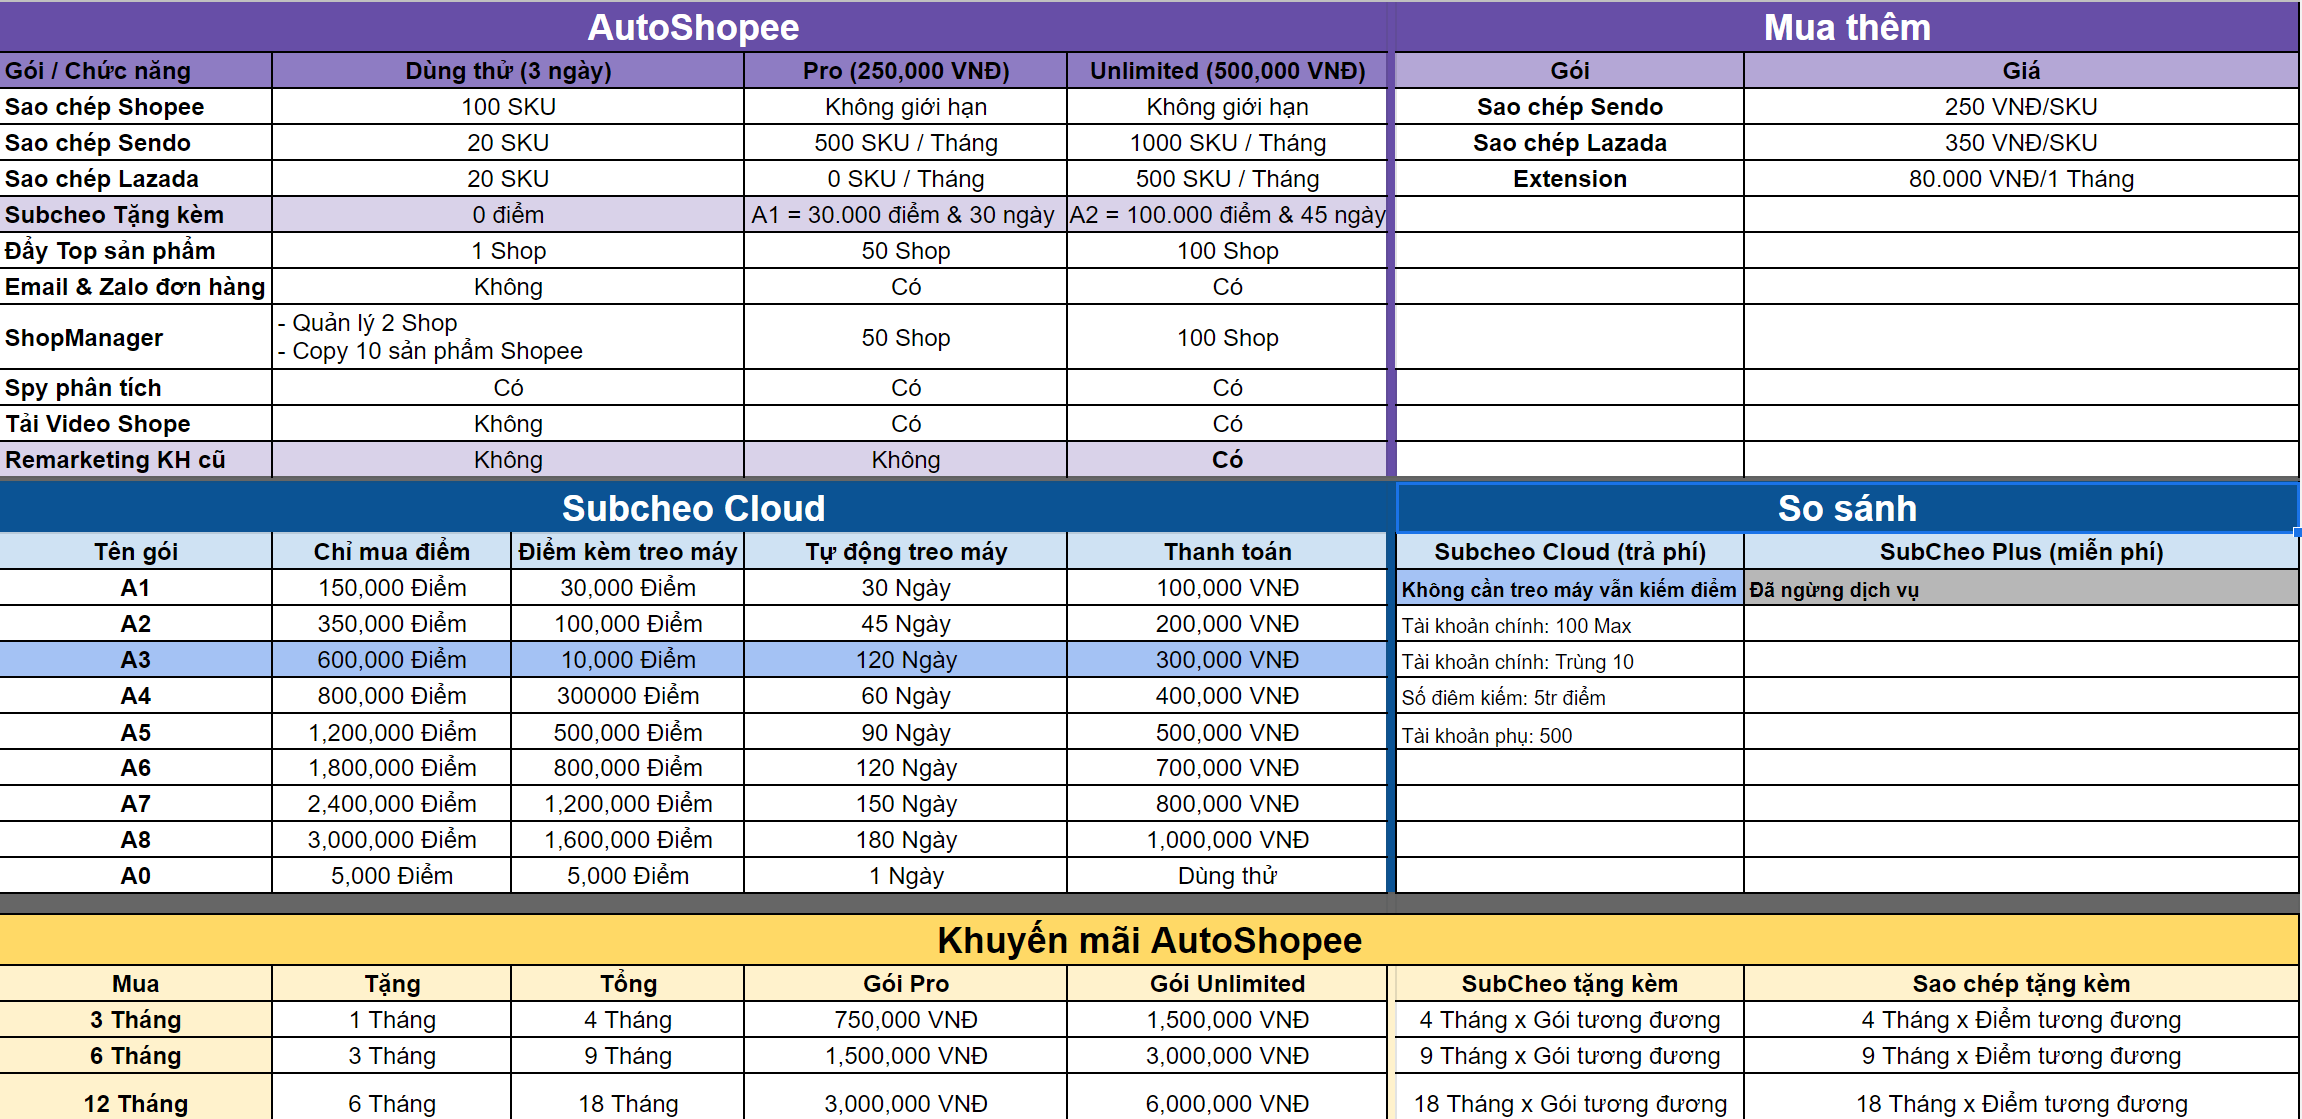 AutoShopee Mua thêm
Gói / Chức năng Dùng thử (3 ngày) Pro (250,000 VNĐ) Unlimited (500,000 VNĐ) Gói Giá
Sao chép Shopee 100 SKU Không giới hạn Không giới hạn Sao chép Sendo 250 VNĐ/SKU
Sao chép Sendo 20 SKU 500 SKU / Tháng 1000 SKU / Tháng Sao chép Lazada 350 VNĐ/SKU
Sao chép Lazada 20 SKU 0 SKU / Tháng 500 SKU / Tháng Extension 80.000 VNĐ/1 Tháng
Subcheo Tặng kèm 0 điểm A1 = 30.000 điểm & 30 ngày A2 = 100.000 điểm & 45 ngày
Đẩy Top sản phẩm 1 Shop 50 Shop 100 Shop
Email & Zalo đơn hàng Không Có Có
ShopManager - Quản lý 2 Shop
- Copy 10 sản phẩm Shopee 50 Shop 100 Shop
Spy phân tích Có Có Có
Tải Video Shope Không Có Có
Remarketing KH cũ Không Không Có
Subcheo Cloud So sánh
Tên gói Chỉ mua điểm Điểm kèm treo máy Tự động treo máy Thanh toán Subcheo Cloud (trả phí) SubCheo Plus (miễn phí)
A1 150,000 Điểm 30,000 Điểm 30 Ngày 100,000 VNĐ Không cần treo máy vẫn kiếm điểm Đã ngừng dịch vụ
A2 350,000 Điểm 100,000 Điểm 45 Ngày 200,000 VNĐ Tài khoản chính: 100 Max
A3 600,000 Điểm 10,000 Điểm 120 Ngày 300,000 VNĐ Tài khoản chính: Trùng 10
A4 800,000 Điểm 300000 Điểm 60 Ngày 400,000 VNĐ Số điêm kiếm: 5tr điểm
A5 1,200,000 Điểm 500,000 Điểm 90 Ngày 500,000 VNĐ Tài khoản phụ: 500
A6 1,800,000 Điểm 800,000 Điểm 120 Ngày 700,000 VNĐ
A7 2,400,000 Điểm 1,200,000 Điểm 150 Ngày 800,000 VNĐ
A8 3,000,000 Điểm 1,600,000 Điểm 180 Ngày 1,000,000 VNĐ
A0 5,000 Điểm 5,000 Điểm 1 Ngày Dùng thử
Khuyến mãi AutoShopee
Mua Tặng Tổng Gói Pro Gói Unlimited SubCheo tặng kèm Sao chép tặng kèm
3 Tháng 1 Tháng 4 Tháng 750,000 VNĐ 1,500,000 VNĐ 4 Tháng x Gói tương đương 4 Tháng x Điểm tương đương
6 Tháng 3 Tháng 9 Tháng 1,500,000 VNĐ 3,000,000 VNĐ 9 Tháng x Gói tương đương 9 Tháng x Điểm tương đương
12 Tháng 6 Tháng 18 Tháng 3,000,000 VNĐ 6,000,000 VNĐ 18 Tháng x Gói tương đương 18 Tháng x Điểm tương đương